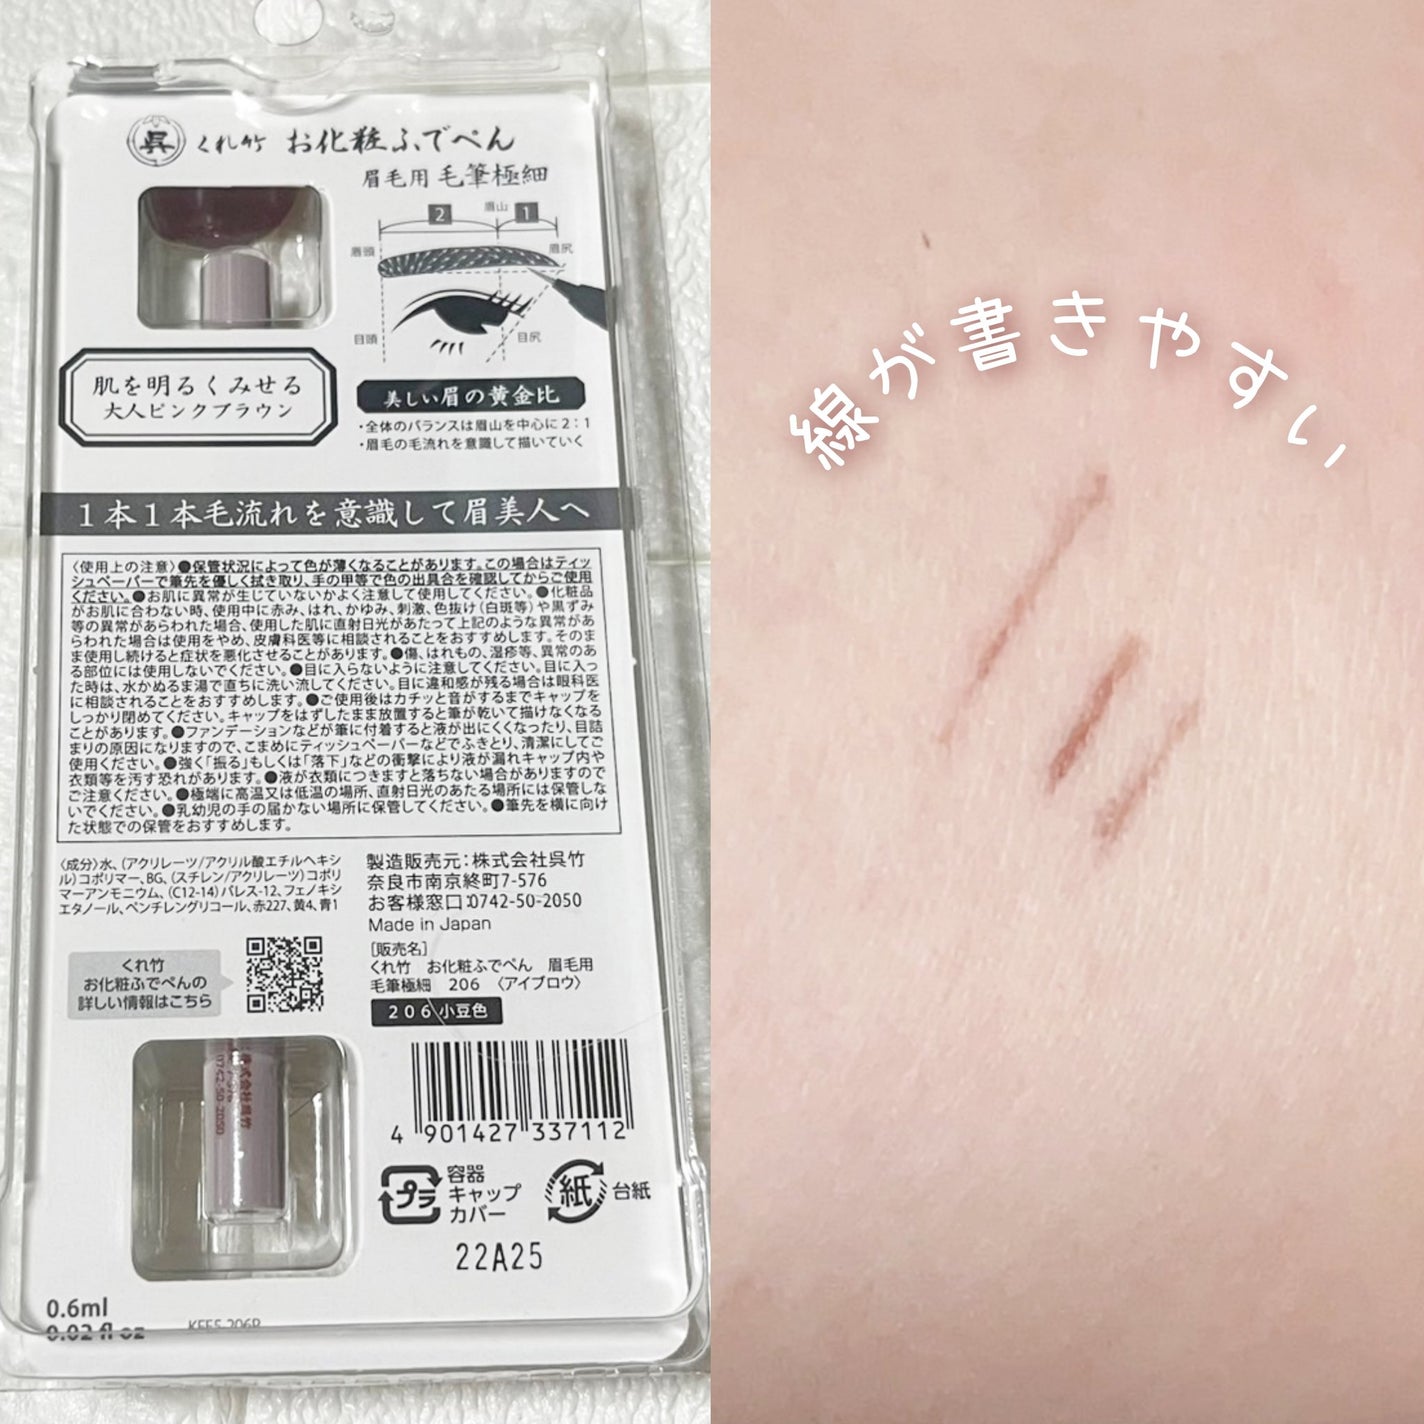 呉 くれ竹 お化粧ふでぺん
眉毛用 毛筆極細
2 眉山 1
眉頭 眉尻
目頭 目尻
肌を明るくみせる
大人ピンクブラウン
美しい眉の黄金比
・全体のバランスは眉山を中心に2：1
・眉毛の毛流れを意識して描いていく
1本1本毛流れを意識して眉美人へ
〈使用上の注意〉●保管状況によって色が薄くなることがあります。この場合はティッ
シュペーパーで筆先を優しく拭き取り、手の甲等で色の出具合を確認してからご使用
ください。●お肌に異常が生じていないかよく注意して使用してください。●化粧品
がお肌に合わない時、使用中に赤み、はれ、かゆみ、刺激、色抜け（白斑等）や黒ずみ
等の異常があらわれた場合、使用した肌に直射日光があたって上記のような異常があ
らわれた場合は使用をやめ、皮膚科医等に相談されることをおすすめします。そのま
ま使用し続けると症状を悪化させることがあります。●傷、はれもの、湿疹等、異常のあ
る部位には使用しないでください。●目に入らないように注意してください。目に入っ
た時は、水かぬるま湯で直ちに洗い流してください。目に違和感が残る場合は眼科医
に相談されることをおすすめします。●ご使用後はカチッと音がするまでキャップを
しっかり閉めてください。キャップをはずしたまま放置すると筆が乾いて描けなくなる
ことがあります。●ファンデーションなどが筆に付着すると液が出にくくなったり、目詰
まりの原因になりますので、こまめにティッシュペーパーなどでふきとり、清潔にしてご
使用ください。●強く「振る」もしくは「落下」などの衝撃により液が漏れキャップ内や
衣類等を汚す恐れがあります。●液が衣類につきますと落ちない場合がありますので
ご注意ください。●極端に高温又は低温の場所、直射日光のあたる場所には保管しな
いでください。●乳幼児の手の届かない場所に保管してください。●筆先を横に向け
た状態での保管をおすすめします。
〈成分〉水、（アクリレーツ/アクリル酸エチルヘキシ
ル）コポリマー、BG、（スチレン/アクリレーツ）コポリ
マーアンモニウム、（C12-14）パレス-12、フェノキシ
エタノール、ペンチレングリコール、赤227、黄4、青1
製造販売元：株式会社呉竹
奈良市南京終町7-576
お客様窓口:0742-50-2050
Made in Japan
［販売名］
くれ竹 お化粧ふでぺん 眉毛用
毛筆極細 206 〈アイブロウ〉
206 小豆色
くれ竹
お化粧ふでぺんの
詳しい情報はこちら
株式会社呉竹
0742-50-2050
4 901427 337112
プラ 容器
キャップ
カバー
紙 台紙
22A25
0.6ml
0.02 fl oz
KFE5-206R
線が書きやすい